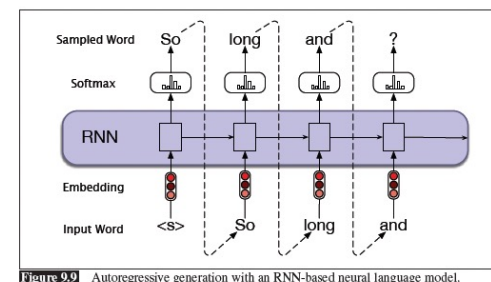 Sampled Word So long and ?
Softmax
RNN
Embedding
Input Word <s> So long and
Figure 9.9 Autoregressive generation with an RNN-based neural language model.